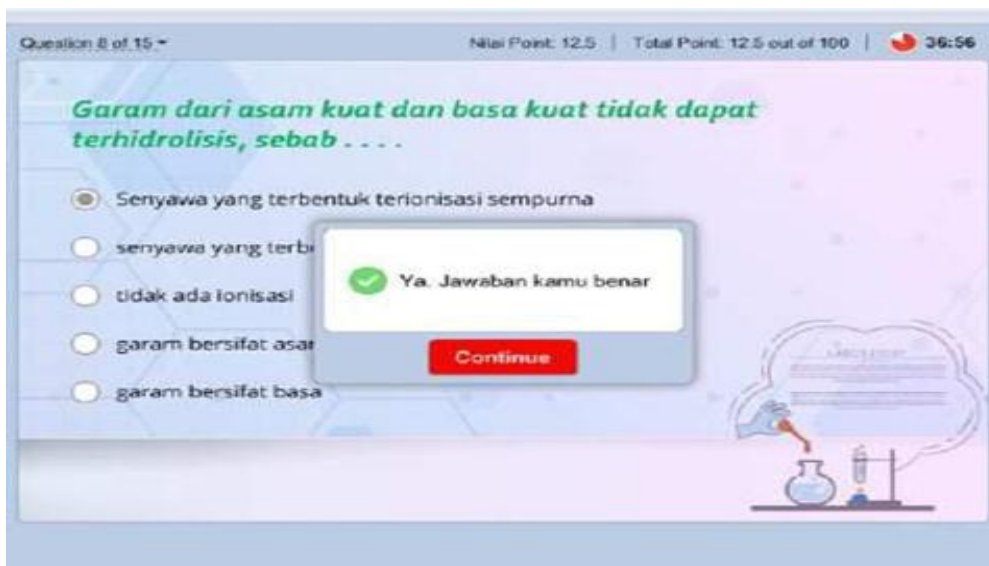 Question 8 of 15
Nilai Point: 12.5 | Total Point: 12.5 out of 100 | 36:56
Garam dari asam kuat dan basa kuat tidak dapat
terhidrolisis, sebab . . . .
Senyawa yang terbentuk terionisasi sempurna
senyawa yang terb
Ya. Jawaban kamu benar
tidak ada ionisasi
garam bersifat asa
Continue
garam bersifat basa